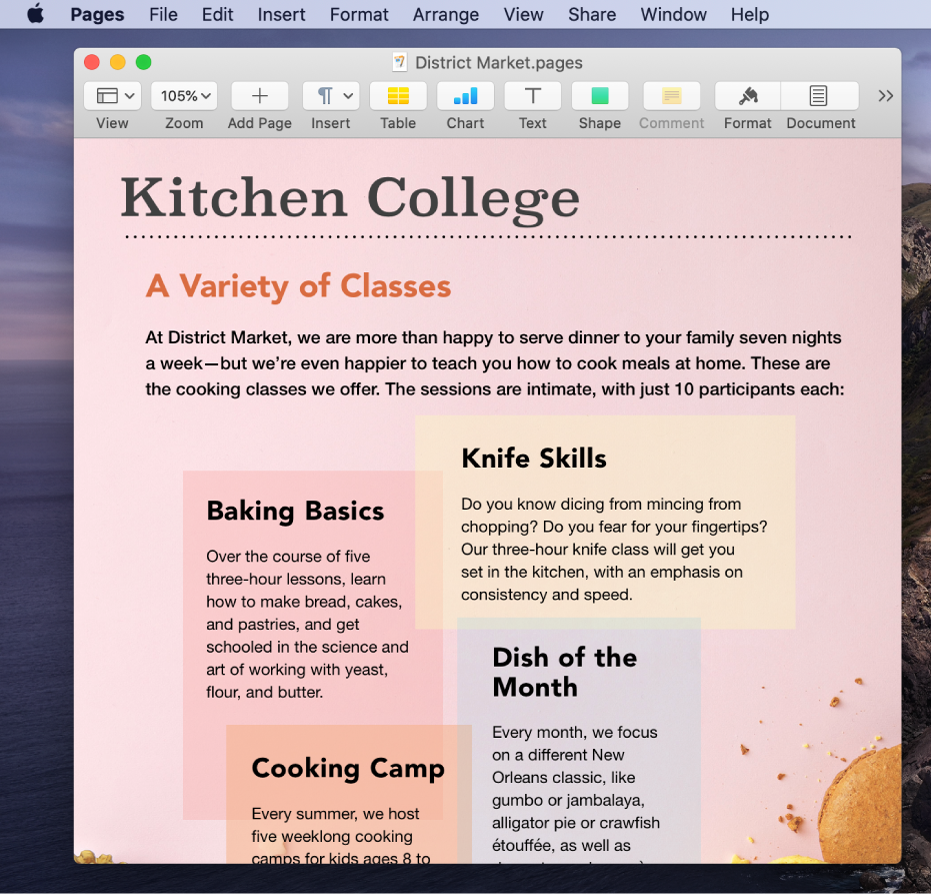 Pages File Edit Insert Format Arrange View Share Window Help
District Market.pages
105%
View Zoom Add Page Insert Table Chart Text Shape Comment Format Document
Kitchen College
A Variety of Classes
At District Market, we are more than happy to serve dinner to your family seven nights
a week—but we’re even happier to teach you how to cook meals at home. These are
the cooking classes we offer. The sessions are intimate, with just 10 participants each:
Knife Skills
Do you know dicing from mincing from
chopping? Do you fear for your fingertips?
Our three-hour knife class will get you
set in the kitchen, with an emphasis on
consistency and speed.
Baking Basics
Over the course of five
three-hour lessons, learn
how to make bread, cakes,
and pastries, and get
schooled in the science and
art of working with yeast,
flour, and butter.
Dish of the
Month
Every month, we focus
on a different New
Orleans classic, like
gumbo or jambalaya,
alligator pie or crawfish
étouffée, as well as
Cooking Camp
Every summer, we host
five weeklong cooking
camps for kids ages 8 to